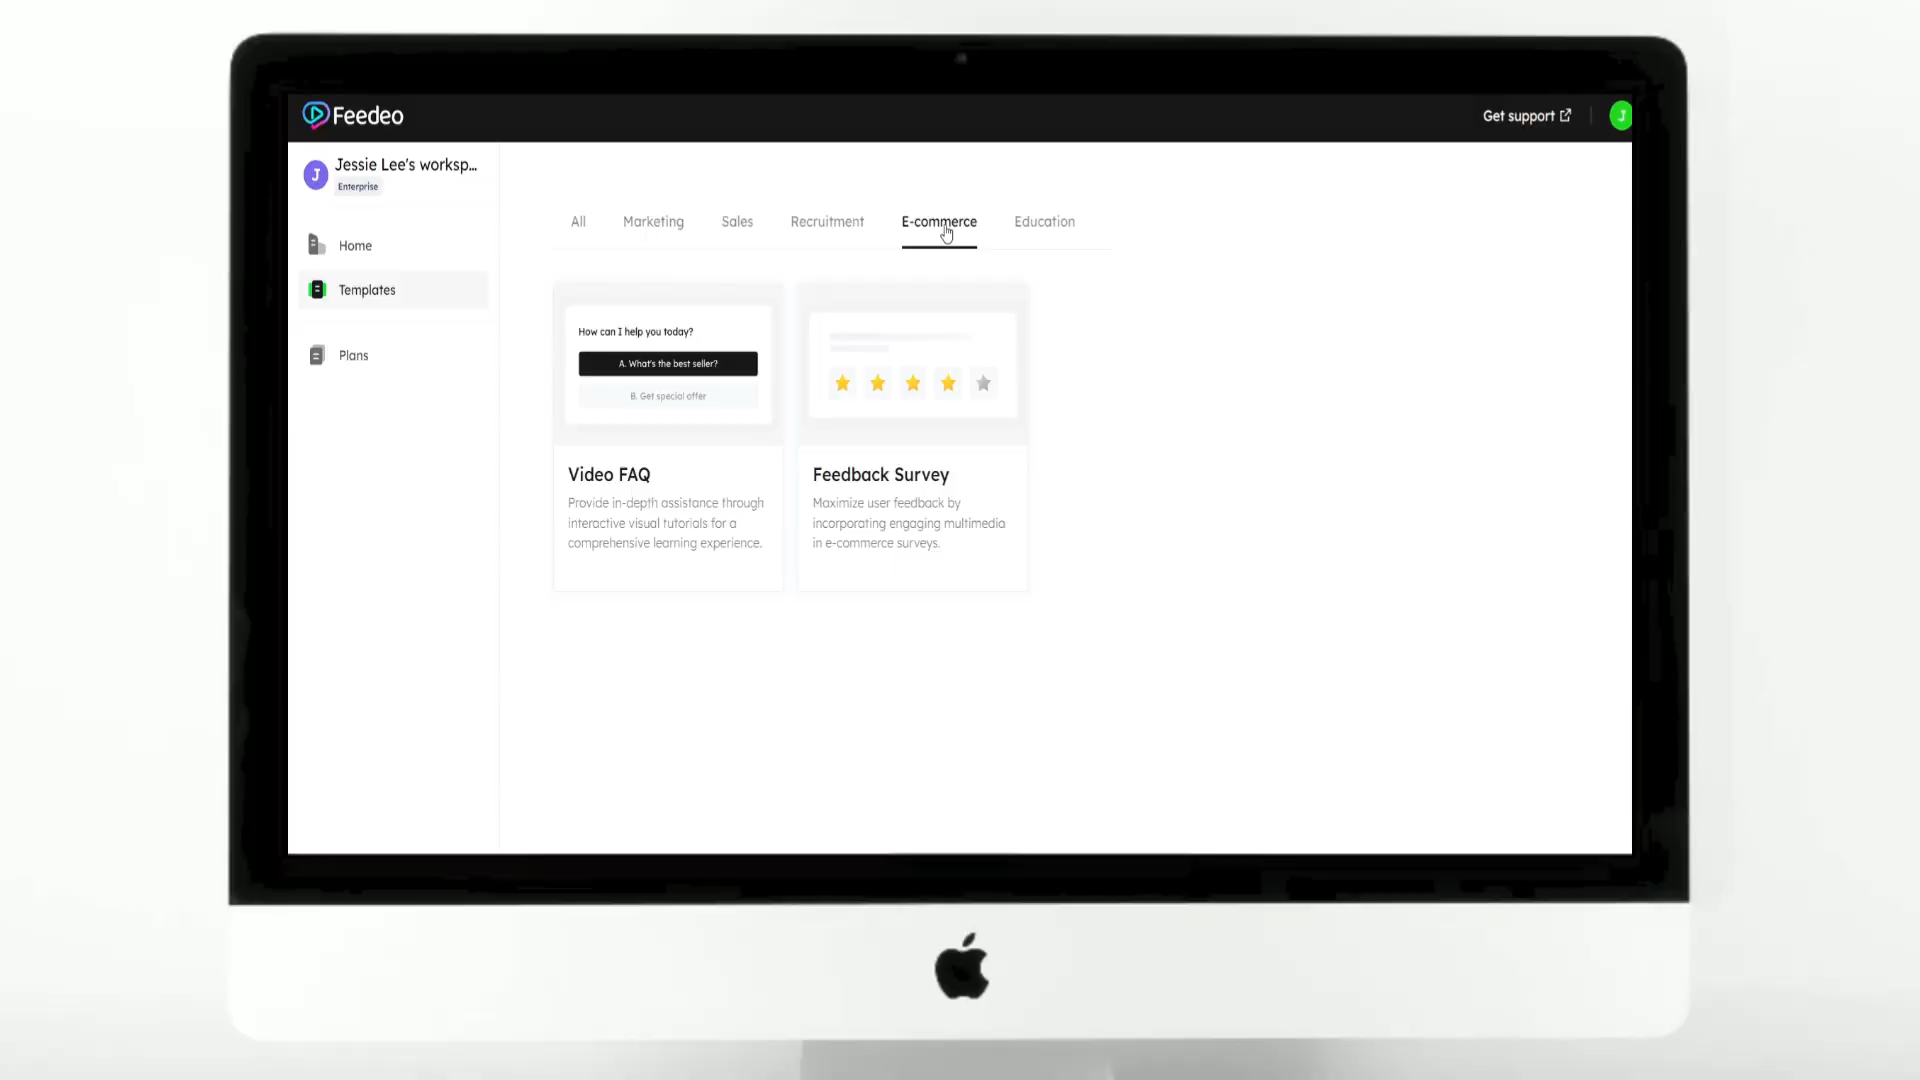 Feedeo
Get support
J
J
Jessie Lee's worksp...
Enterprise
Home
Templates
Plans
All
Marketing
Sales
Recruitment
E-commerce
Education
How can I help you today?
A. What's the best seller?
B. Get special offer
Video FAQ
Provide in-depth assistance through
interactive visual tutorials for a
comprehensive learning experience.
Feedback Survey
Maximize user feedback by
incorporating engaging multimedia
in e-commerce surveys.